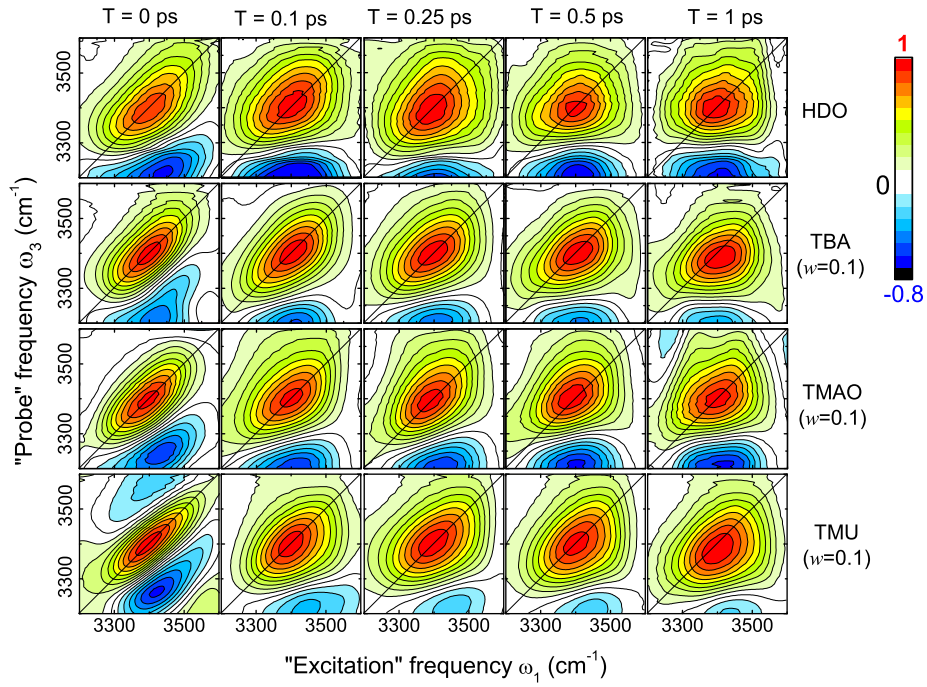 T = 0 ps T = 0.1 ps T = 0.25 ps T = 0.5 ps T = 1 ps
1
3500
3300
HDO
0
3500
3300
TBA
(w=0.1)
-0.8
3500
3300
TMAO
(w=0.1)
3500
3300
TMU
(w=0.1)
3300 3500 3300 3500 3300 3500 3300 3500 3300 3500
"Probe" frequency ω₃ (cm⁻¹)
"Excitation" frequency ω₁ (cm⁻¹)